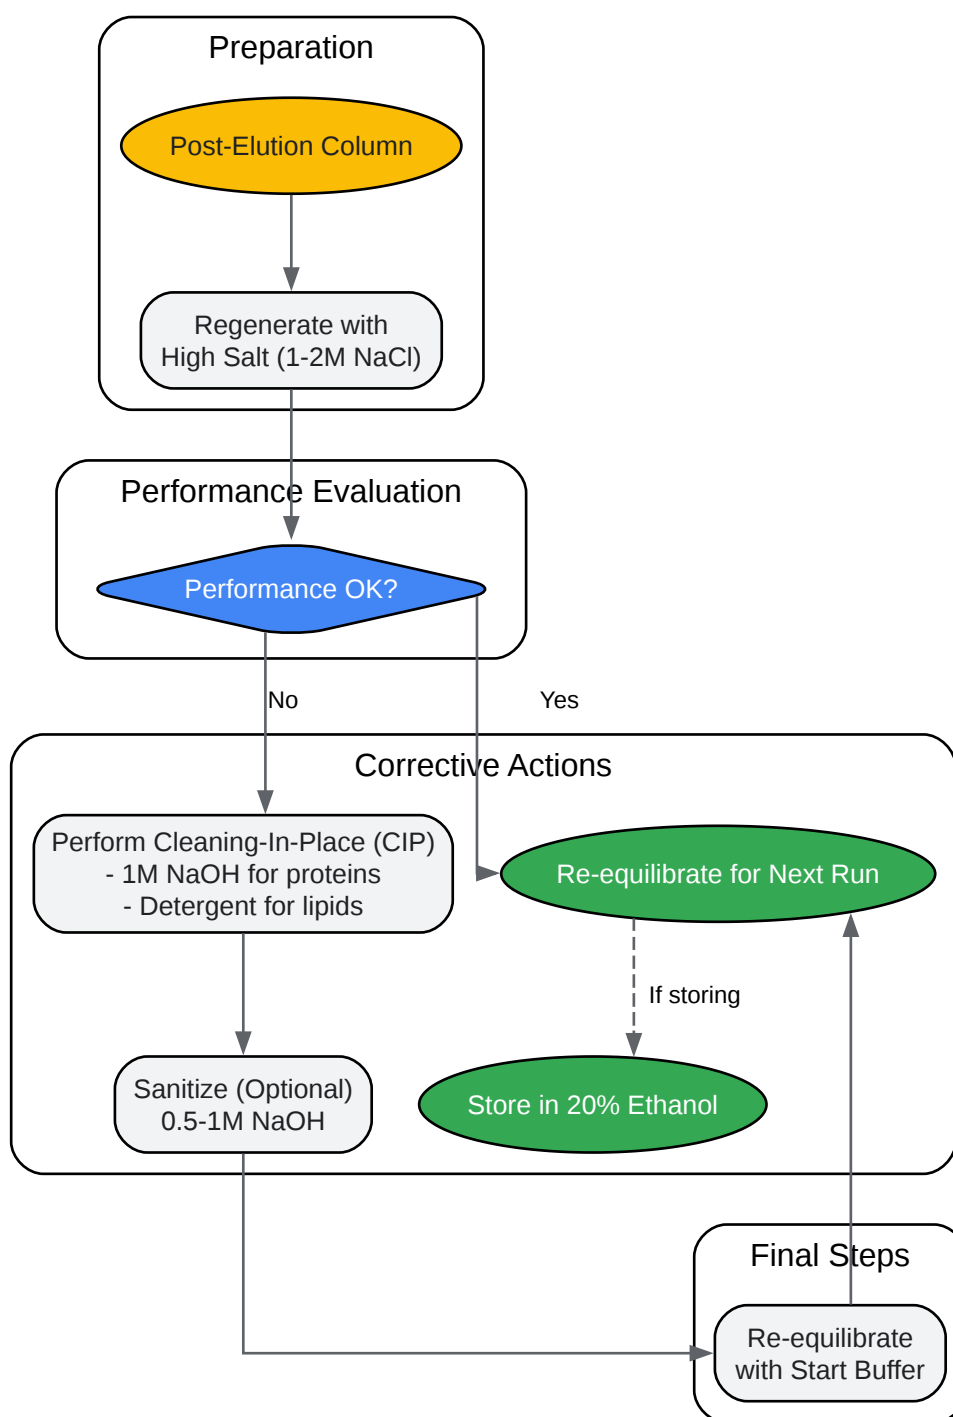 Preparation
Post-Elution Column
Regenerate with
High Salt (1-2M NaCl)
Performance Evaluation
Performance OK?
No
Yes
Corrective Actions
Perform Cleaning-In-Place (CIP)
- 1M NaOH for proteins
- Detergent for lipids
Re-equilibrate for Next Run
If storing
Sanitize (Optional)
0.5-1M NaOH
Store in 20% Ethanol
Final Steps
Re-equilibrate
with Start Buffer